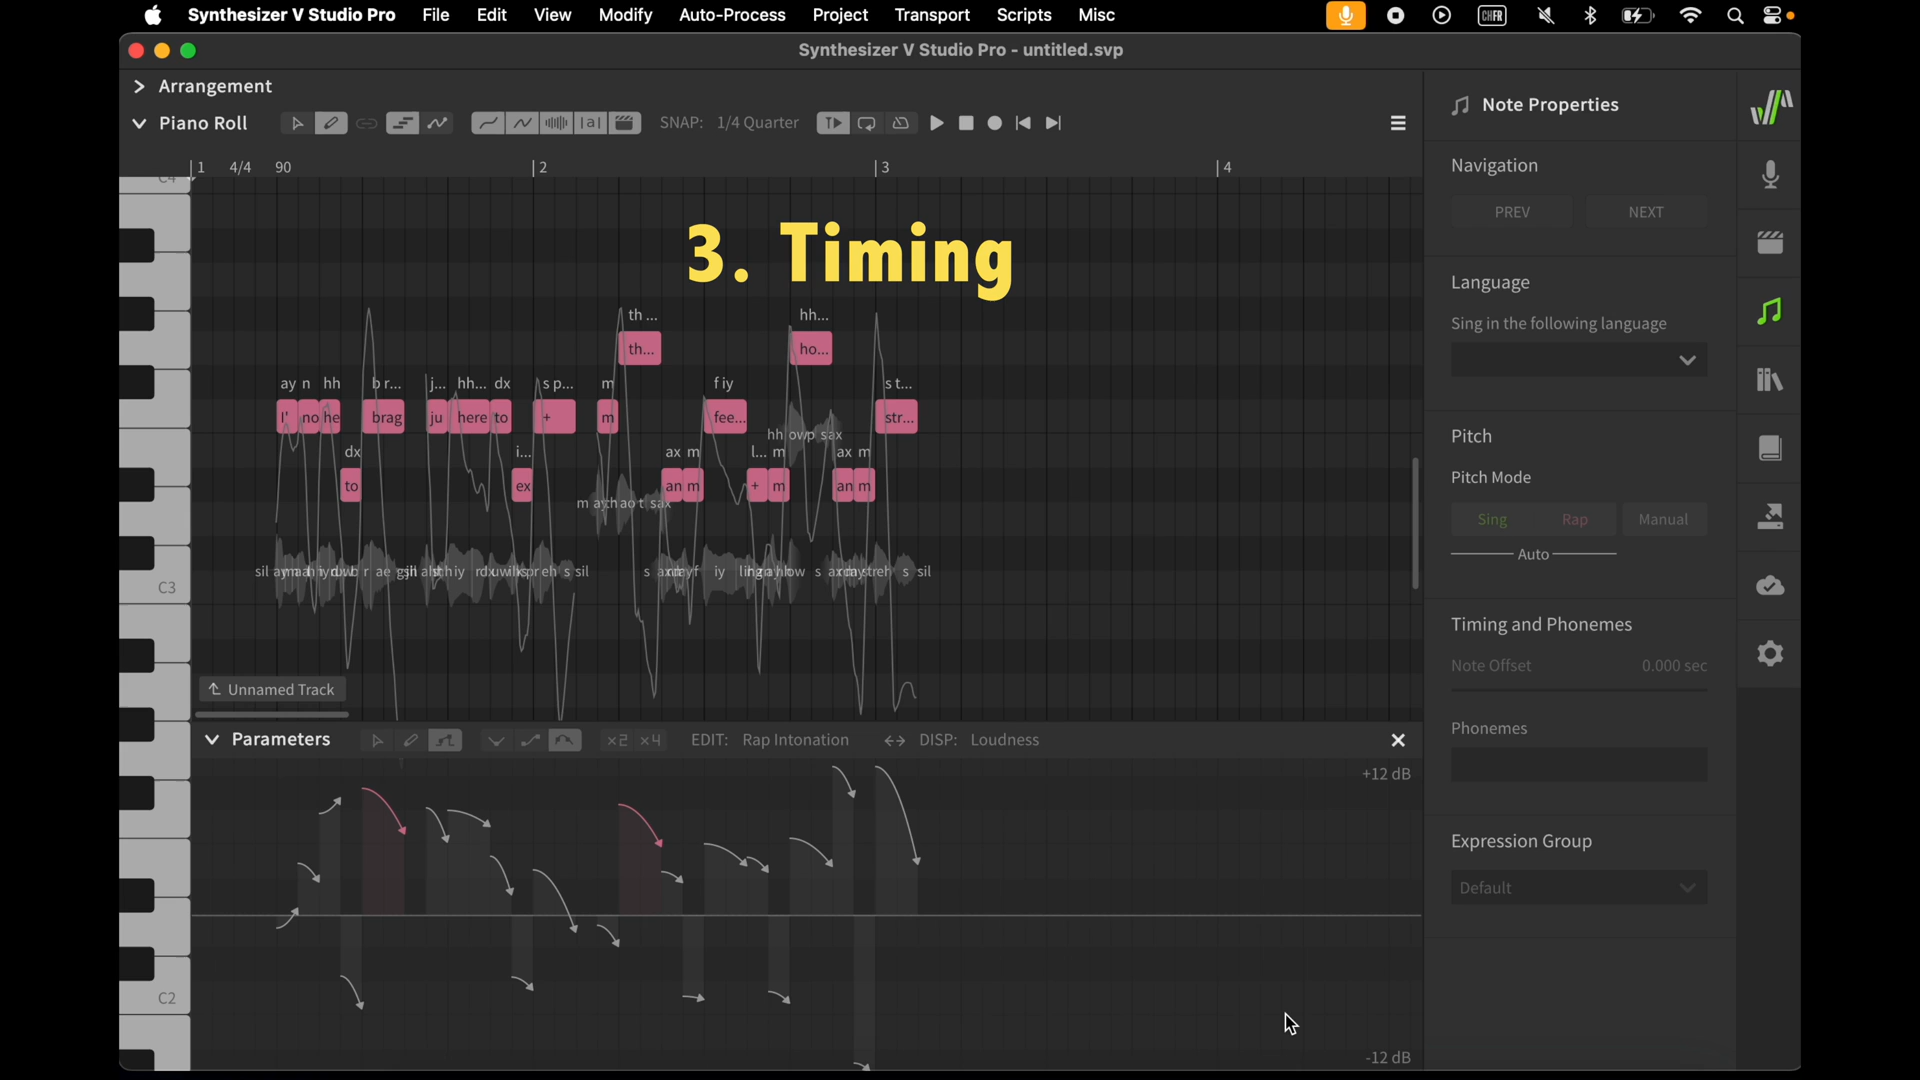 Synthesizer V Studio Pro File Edit View Modify Auto-Process Project Transport Scripts Misc
Synthesizer V Studio Pro - untitled.svp
Arrangement
Piano Roll SNAP: 1/4 Quarter
1 4/4 90 2 3 4
C4
3. Timing
th ... hh...
th... ho...
ay n hh b r... j... hh... dx s p... m f iy s t...
I' no he brag ju here to + m fee... str...
hh owp sax
dx i... ax m l... m ax m
to ex an m + m an m
C3
Unnamed Track
Parameters EDIT: Rap Intonation DISP: Loudness
+12 dB
C2
-12 dB
Note Properties
Navigation
PREV NEXT
Language
Sing in the following language
Pitch
Pitch Mode
Sing Rap Manual
Auto
Timing and Phonemes
Note Offset 0.000 sec
Phonemes
Expression Group
Default